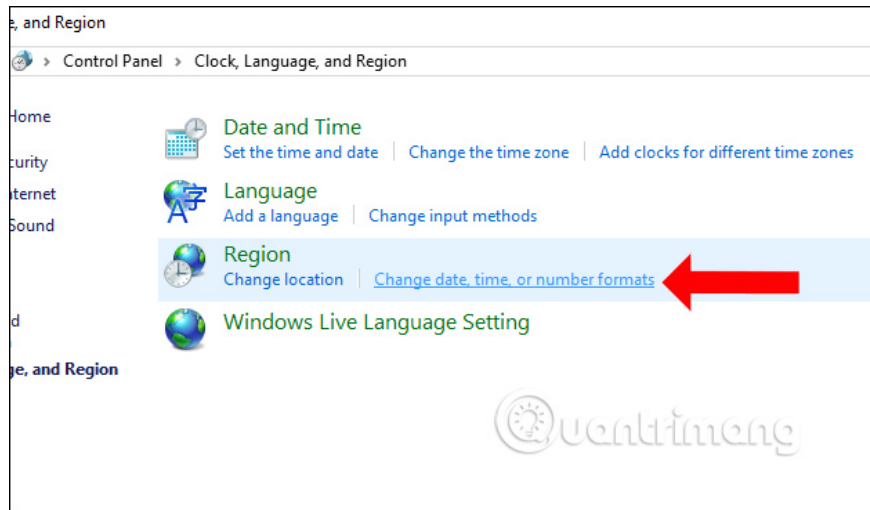 e, and Region
Control Panel > Clock, Language, and Region
Home
Date and Time
Set the time and date | Change the time zone | Add clocks for different time zones
curity
Language
nternet
Add a language | Change input methods
Sound
Region
Change location | Change date, time, or number formats
d
Windows Live Language Setting
ge, and Region
Quantrimang